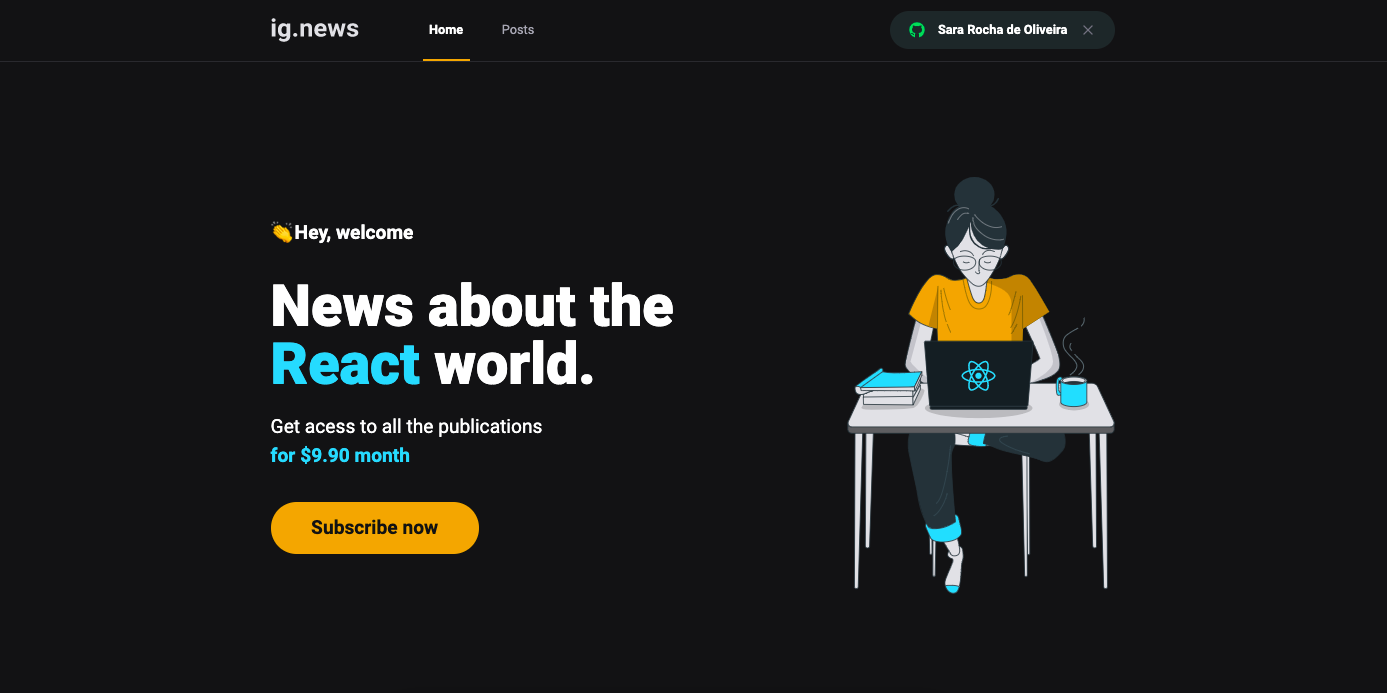 ig.news
Home
Posts
Sara Rocha de Oliveira
👏Hey, welcome
News about the
React world.
Get acess to all the publications
for $9.90 month
Subscribe now